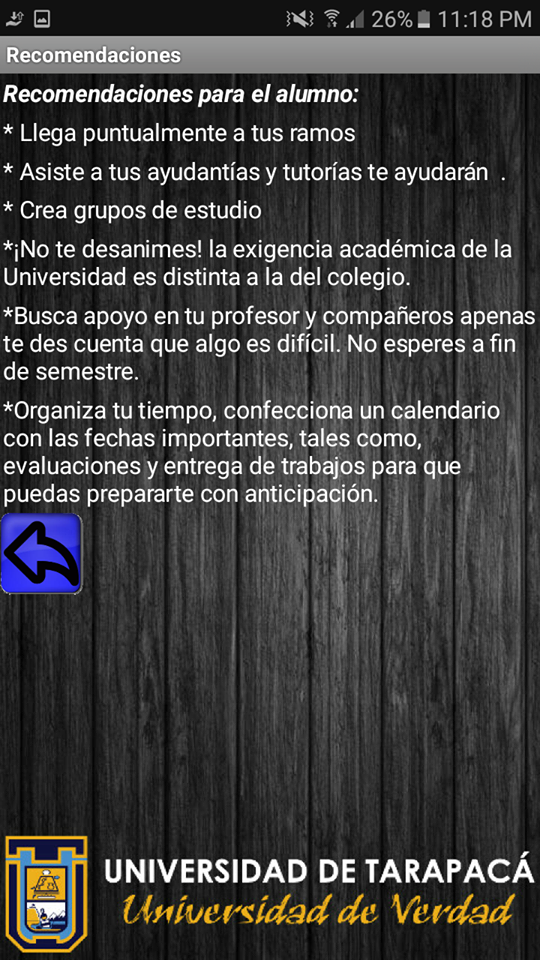 26% 11:18 PM
Recomendaciones
Recomendaciones para el alumno:
* Llega puntualmente a tus ramos
* Asiste a tus ayudantías y tutorías te ayudarán  .
* Crea grupos de estudio
*¡No te desanimes! la exigencia académica de la
Universidad es distinta a la del colegio.
*Busca apoyo en tu profesor y compañeros apenas
te des cuenta que algo es difícil. No esperes a fin
de semestre.
*Organiza tu tiempo, confecciona un calendario
con las fechas importantes, tales como,
evaluaciones y entrega de trabajos para que
puedas prepararte con anticipación.
UNIVERSIDAD DE TARAPACÁ
Universidad de Verdad